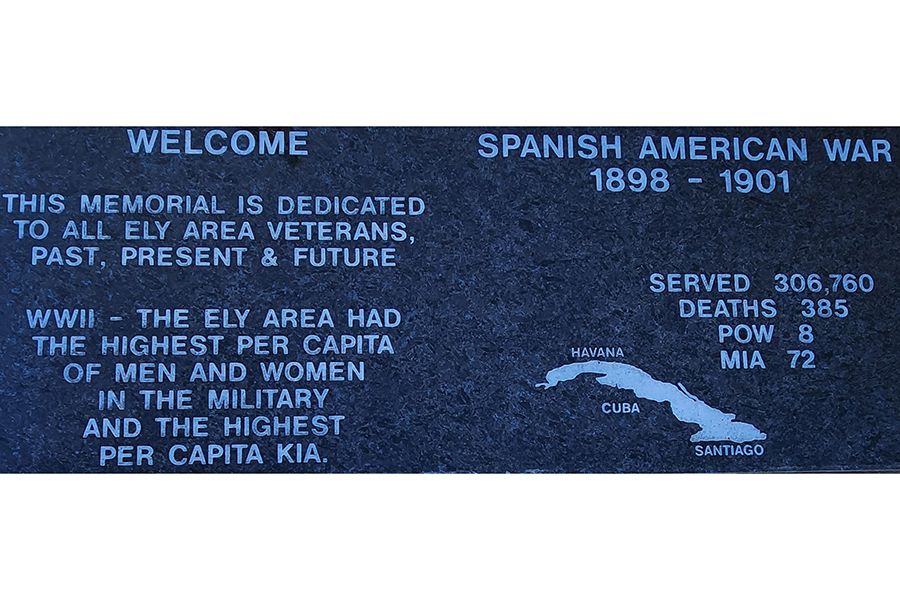 WELCOME
THIS MEMORIAL IS DEDICATED
TO ALL ELY AREA VETERANS,
PAST, PRESENT & FUTURE
WWII - THE ELY AREA HAD
THE HIGHEST PER CAPITA
OF MEN AND WOMEN
IN THE MILITARY
AND THE HIGHEST
PER CAPITA KIA.
SPANISH AMERICAN WAR
1898 - 1901
SERVED 306,760
DEATHS 385
POW 8
MIA 72
HAVANA
CUBA
SANTIAGO